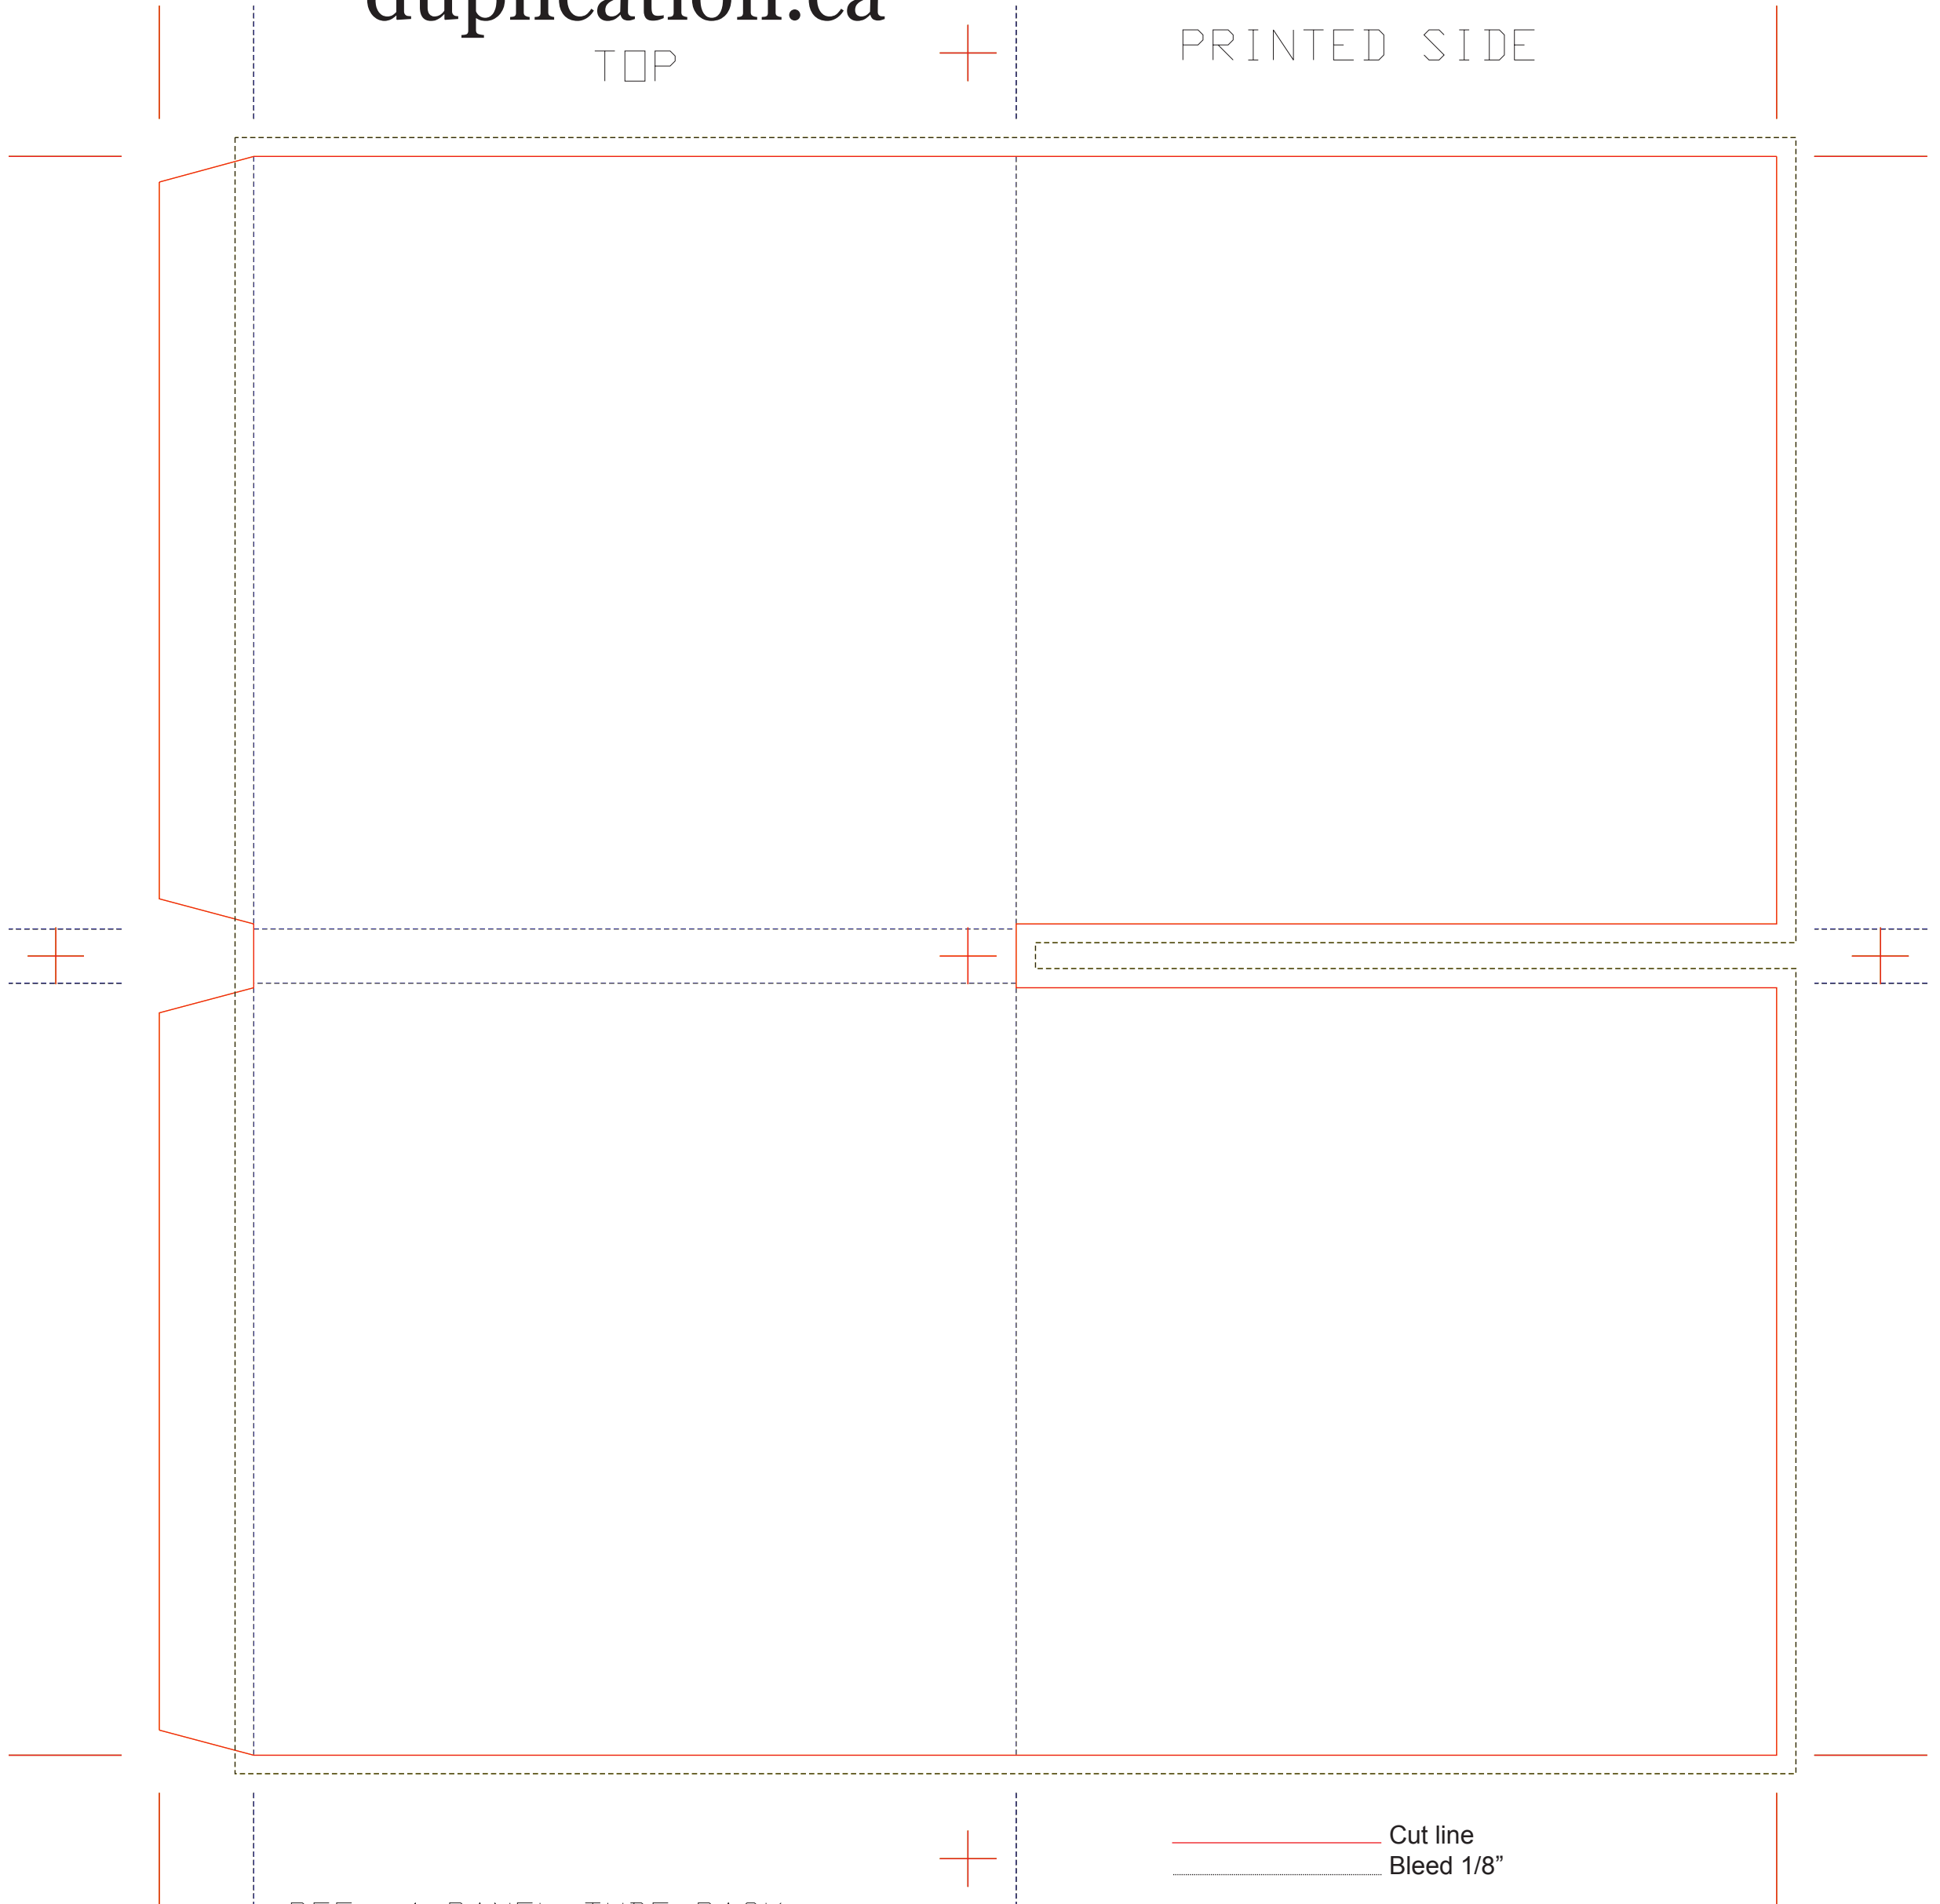 duplication.ca
TOP
PRINTED SIDE
Cut line
Bleed 1/8”